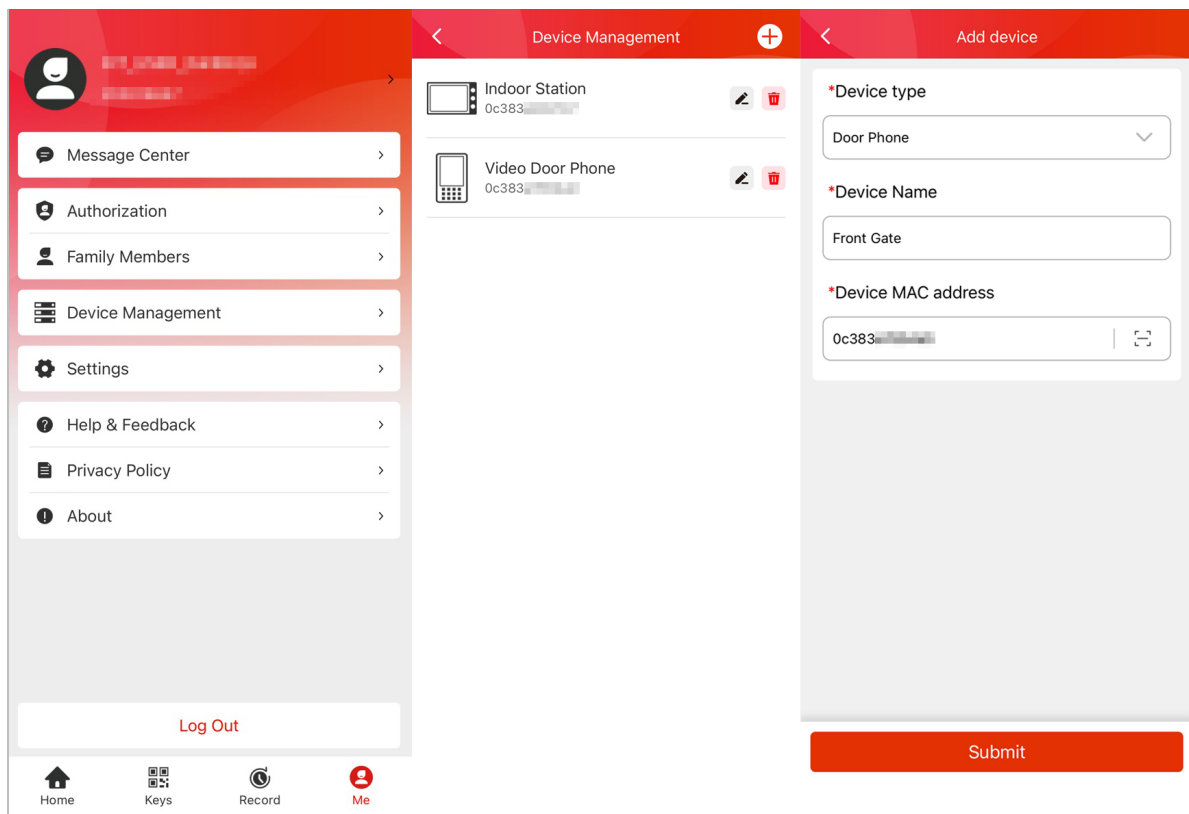 Message Center
Authorization
Family Members
Device Management
Settings
Help & Feedback
Privacy Policy
About
Log Out
Home
Keys
Record
Me
Device Management
Indoor Station
0c383
Video Door Phone
0c383
Add device
*Device type
Door Phone
*Device Name
Front Gate
*Device MAC address
0c383
Submit